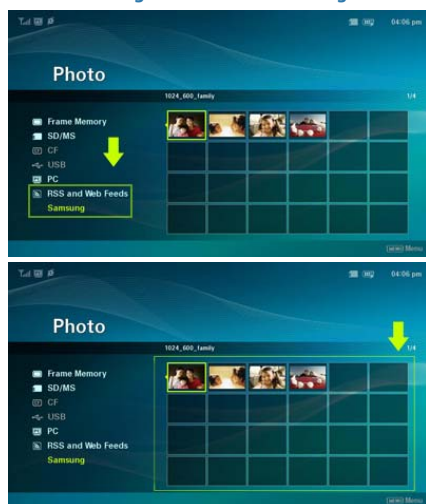 04:06 pm
Photo
1024_600_family
1/4
Frame Memory
SD/MS
CF
USB
PC
RSS and Web Feeds
Samsung
MENU Menu
04:06 pm
Photo
1024_600_family
1/4
Frame Memory
SD/MS
CF
USB
PC
RSS and Web Feeds
Samsung
MENU Menu